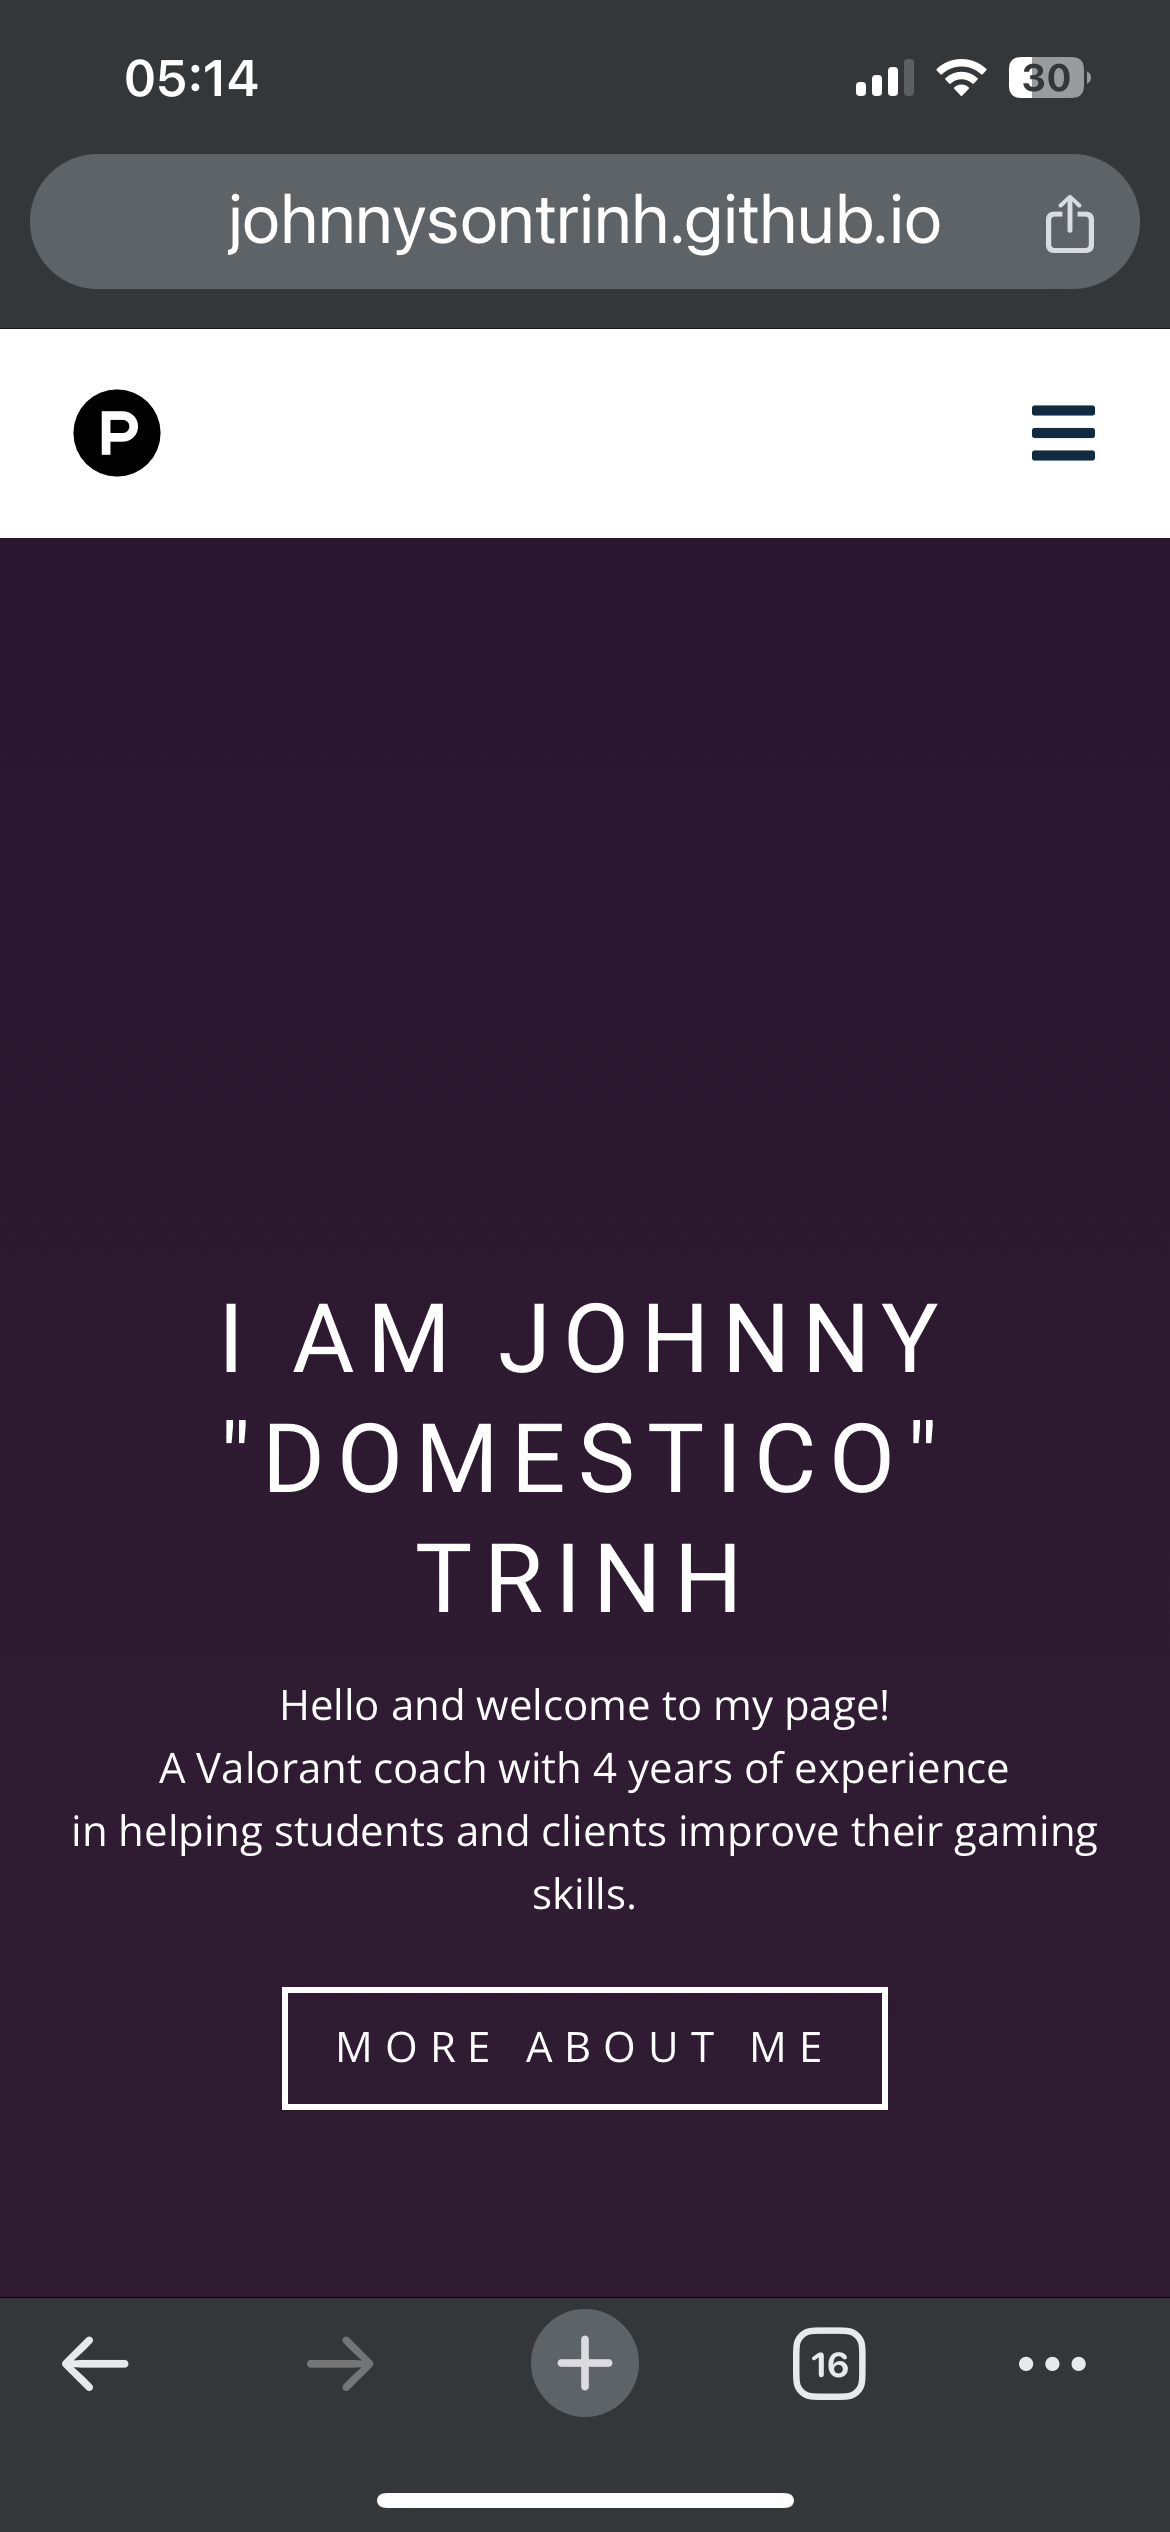 05:14
30
johnnysontrinh.github.io
P
I AM JOHNNY
"DOMESTICO"
TRINH
Hello and welcome to my page!
A Valorant coach with 4 years of experience
in helping students and clients improve their gaming
skills.
MORE ABOUT ME
16